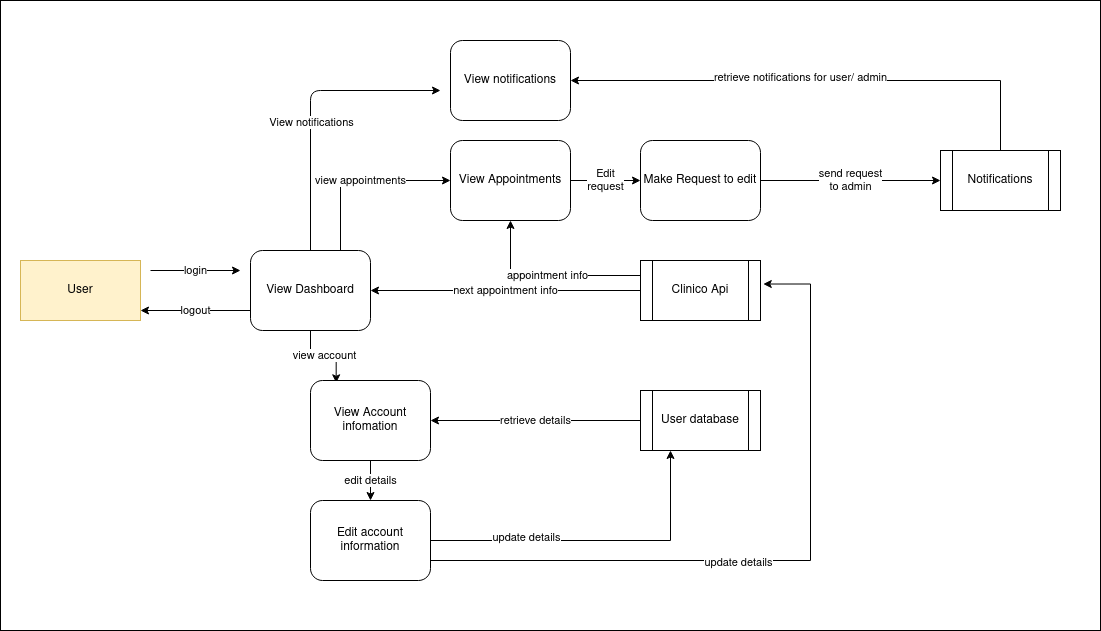 View notifications
retrieve notifications for user/ admin
View notifications
view appointments
View Appointments
Edit
request
Make Request to edit
send request
to admin
Notifications
User
login
logout
View Dashboard
appointment info
next appointment info
Clinico Api
view account
View Account
infomation
retrieve details
User database
edit details
Edit account
information
update details
update details